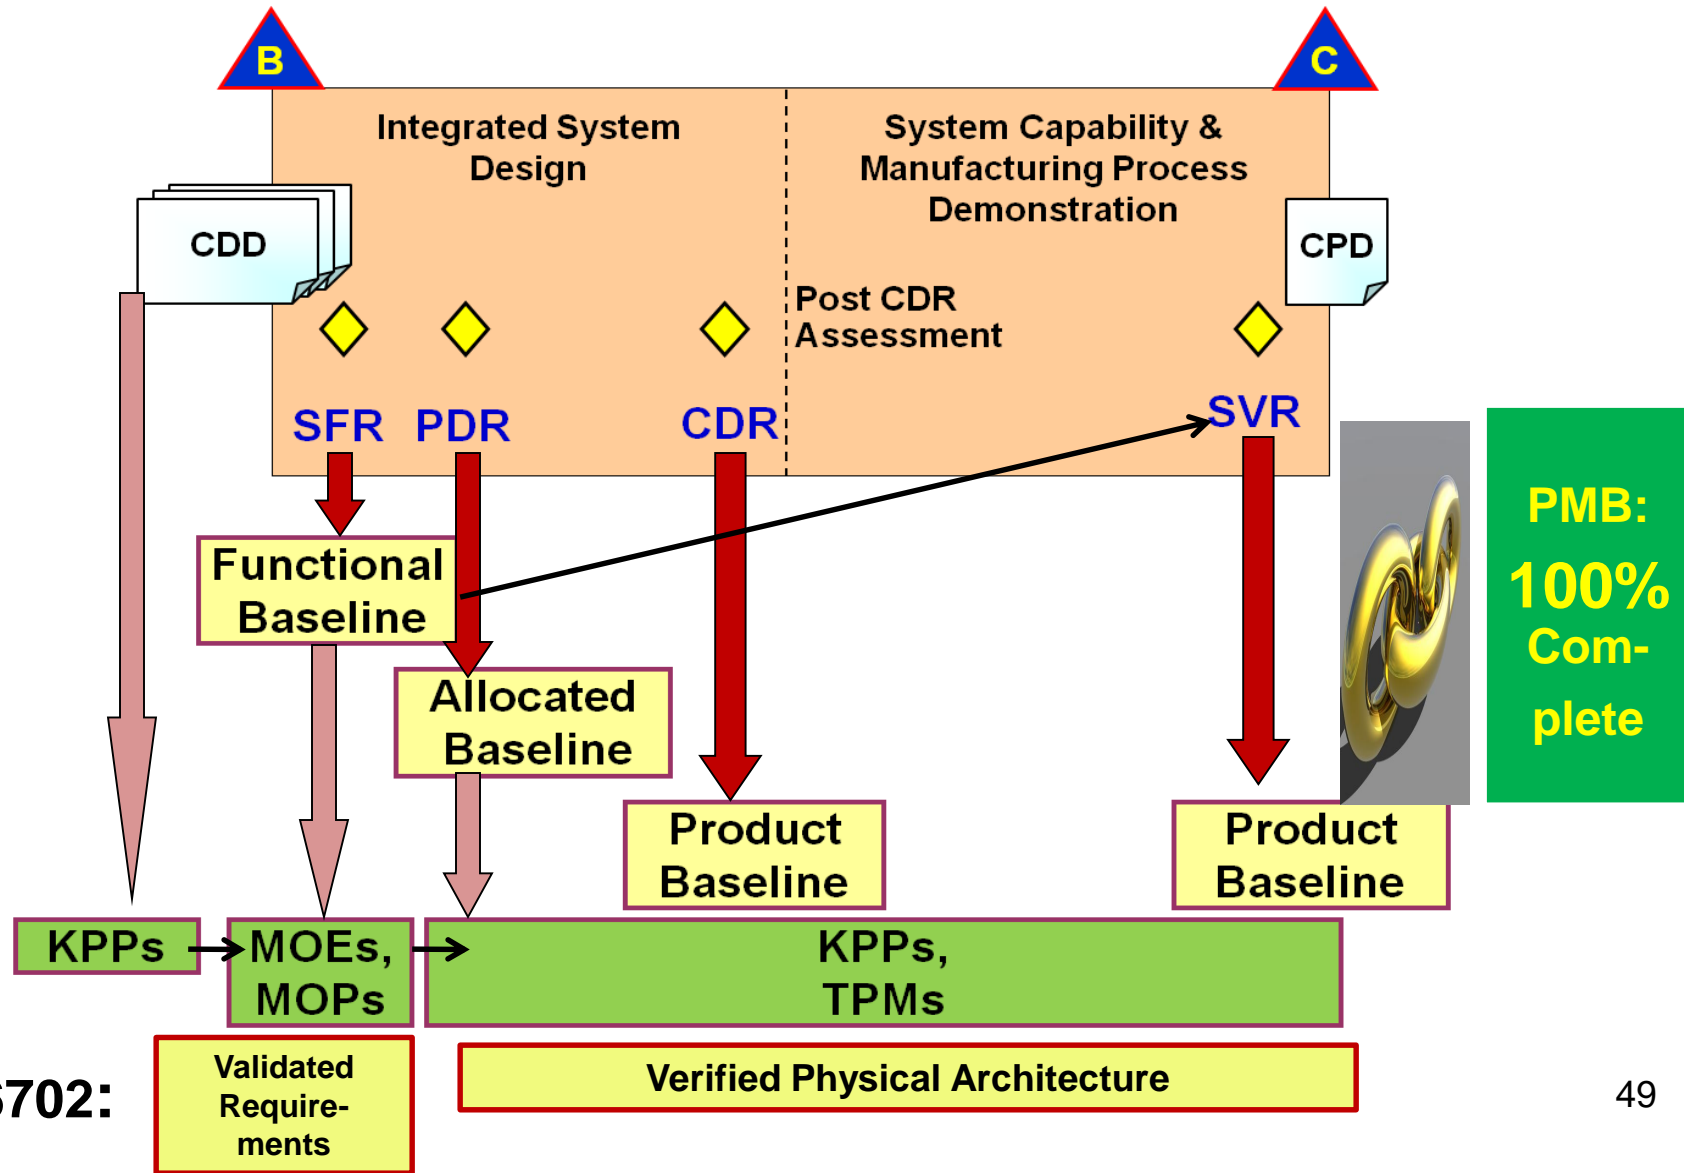 B
C
Integrated System
Design
System Capability &
Manufacturing Process
Demonstration
CDD
CPD
Post CDR
Assessment
SFR
PDR
CDR
SVR
Functional
Baseline
Allocated
Baseline
Product
Baseline
Product
Baseline
PMB:
100%
Com-
plete
KPPs
MOEs,
MOPs
KPPs,
TPMs
Validated
Require-
ments
Verified Physical Architecture
6702:
49